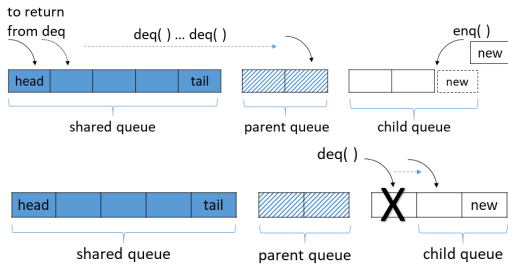 to return
from deq
deq( ) ... deq( )
enq( )
new
head
tail
new
shared queue
parent queue
child queue
deq( )
head
tail
X
new
shared queue
parent queue
child queue